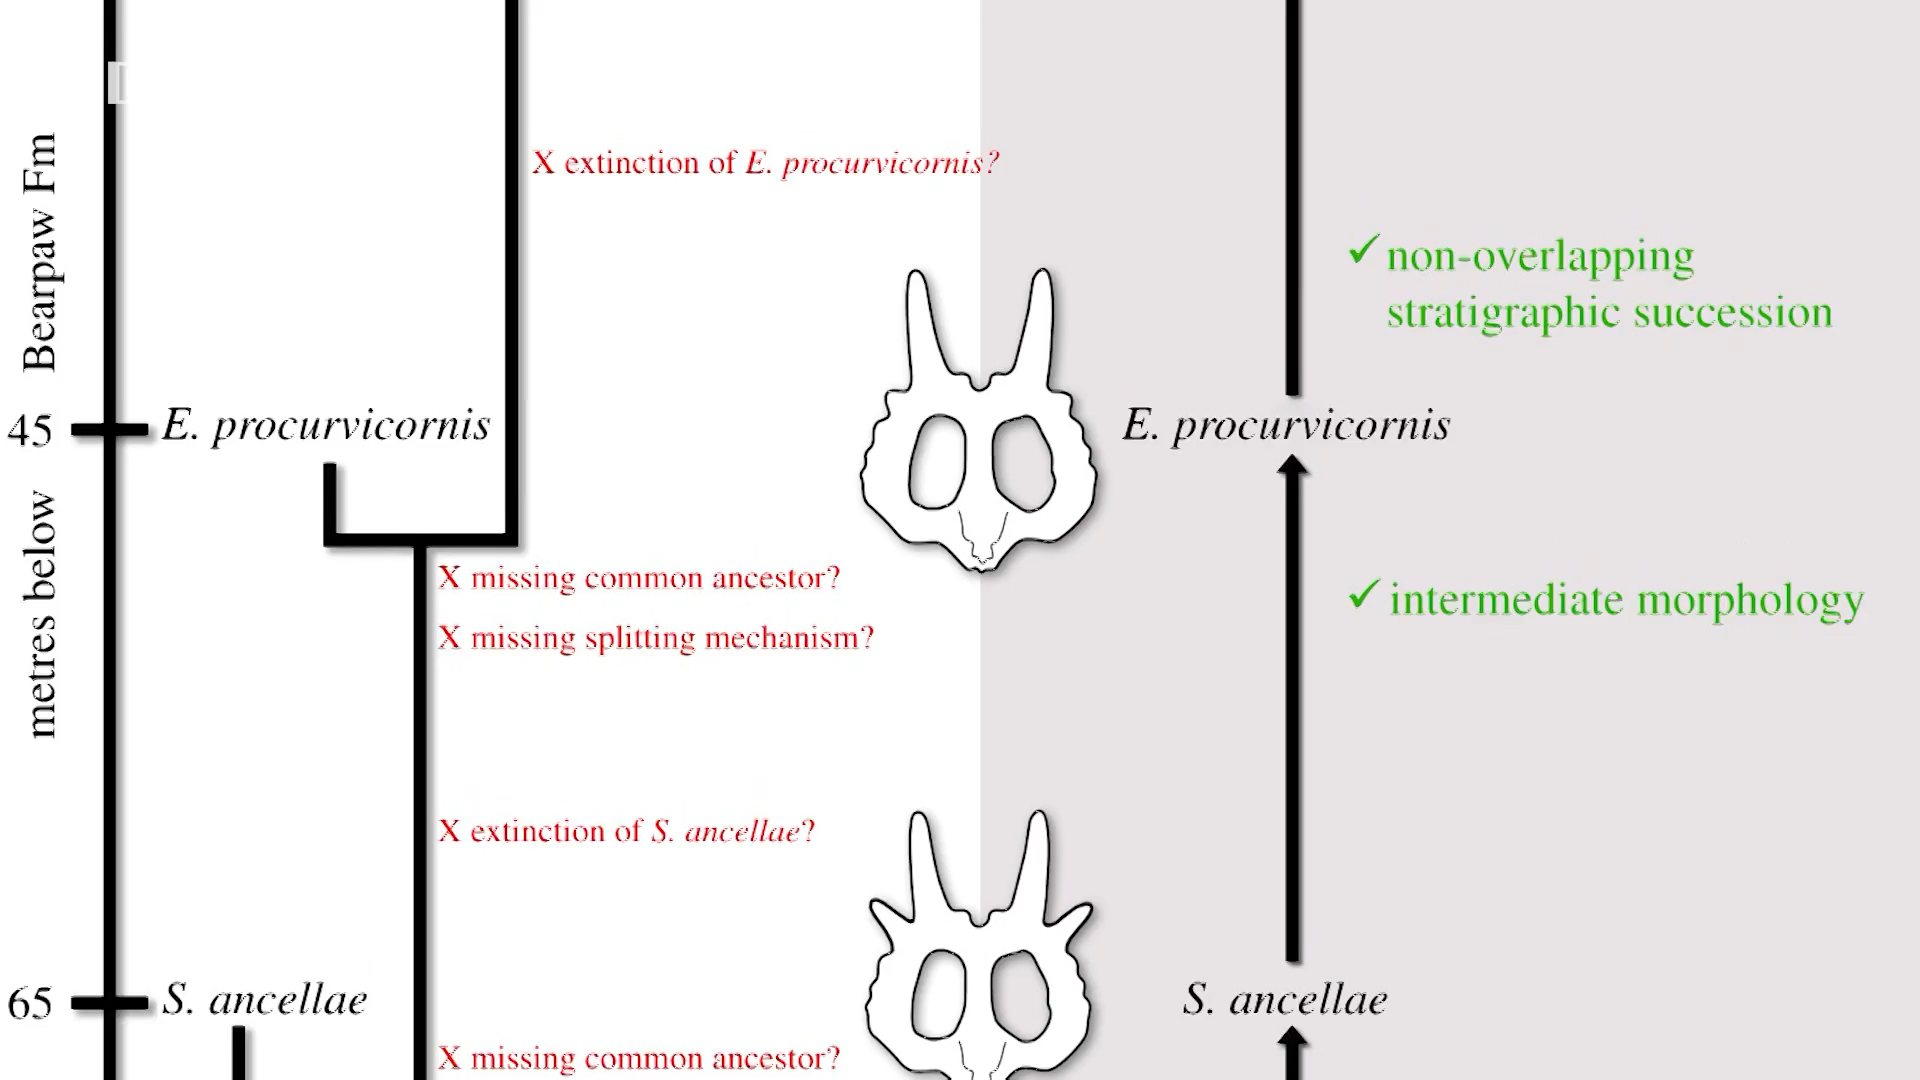 X extinction of E. procurvicornis?
✓ non-overlapping
stratigraphic succession
Bearpaw Fm
metres below
45
E. procurvicornis
E. procurvicornis
X missing common ancestor?
✓ intermediate morphology
X missing splitting mechanism?
X extinction of S. ancellae?
65
S. ancellae
S. ancellae
X missing common ancestor?